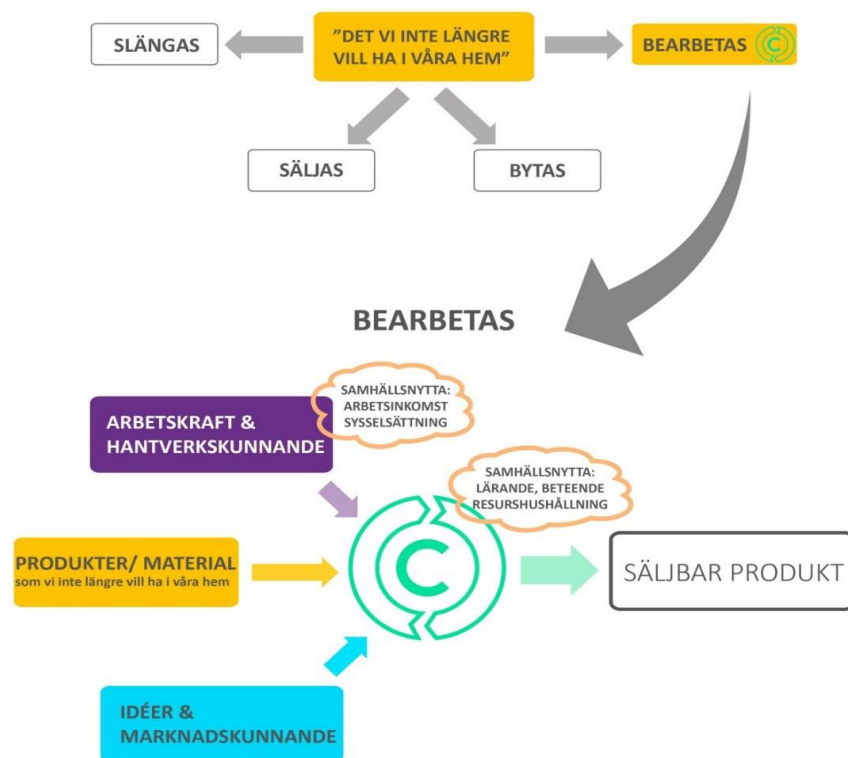 SLÄNGAS
”DET VI INTE LÄNGRE
VILL HA I VÅRA HEM”
BEARBETAS C
SÄLJAS
BYTAS
BEARBETAS
SAMHÄLLSNYTTA:
ARBETSINKOMST
SYSSELSÄTTNING
ARBETSKRAFT &
HANTVERKSKUNNANDE
SAMHÄLLSNYTTA:
LÄRANDE, BETEENDE
RESURSHUSHÅLLNING
PRODUKTER/ MATERIAL
som vi inte längre vill ha i våra hem
C
SÄLJBAR PRODUKT
IDÉER &
MARKNADSKUNNANDE